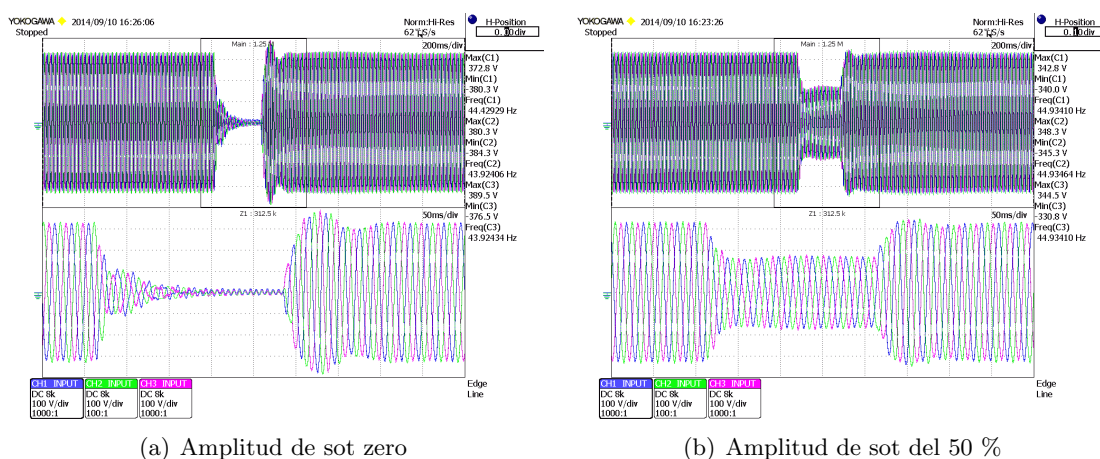 YOKOGAWA 2014/09/10 16:26:06 Norm:Hi-Res H-Position
Stopped
200ms/div
Main : 1.25 M
Max(C1)
372.8 V
Min(C1)
-380.3 V
Freq(C1)
44.42929 Hz
Max(C2)
380.3 V
Min(C2)
-384.3 V
Freq(C2)
43.92406 Hz
Max(C3)
389.5 V
Min(C3)
-376.5 V
Freq(C3)
43.92434 Hz
Z1 : 312.5 k
50ms/div
CH1 INPUT CH2 INPUT CH3 INPUT
DC 8k DC 8k DC 8k
100 V/div 100 V/div 100 V/div
1000:1 100:1 1000:1
Edge
Line
(a) Amplitud de sot zero
YOKOGAWA 2014/09/10 16:23:26 Norm:Hi-Res H-Position
Stopped
200ms/div
Main : 1.25 M
Max(C1)
342.8 V
Min(C1)
-340.0 V
Freq(C1)
44.93410 Hz
Max(C2)
348.3 V
Min(C2)
-345.3 V
Freq(C2)
44.93464 Hz
Max(C3)
344.5 V
Min(C3)
-330.8 V
Freq(C3)
44.93410 Hz
Z1 : 312.5 k
50ms/div
CH1 INPUT CH2 INPUT CH3 INPUT
DC 8k DC 8k DC 8k
100 V/div 100 V/div 100 V/div
1000:1 100:1 1000:1
Edge
Line
(b) Amplitud de sot del 50 %